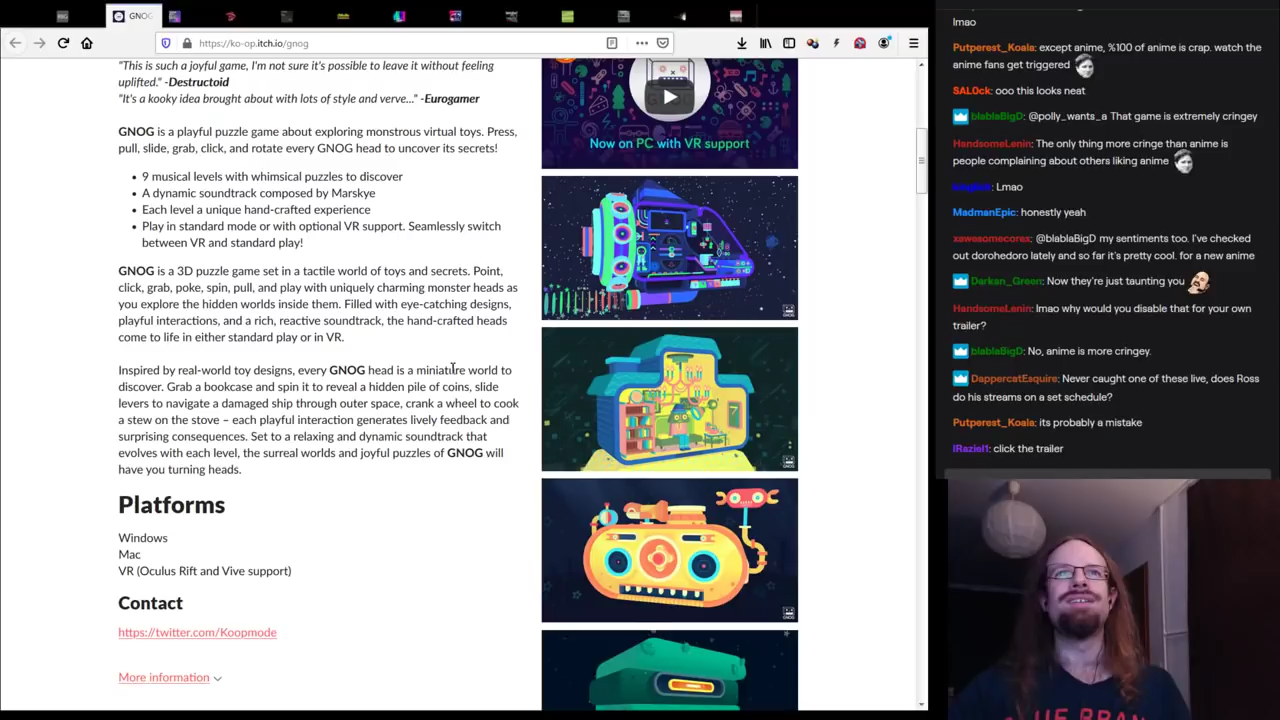 GNOG
https://ko-op.itch.io/gnog
"This is such a joyful game, I'm not sure it's possible to leave it without feeling
uplifted." -Destructoid
"It's a kooky idea brought about with lots of style and verve..." -Eurogamer
GNOG is a playful puzzle game about exploring monstrous virtual toys. Press,
pull, slide, grab, click, and rotate every GNOG head to uncover its secrets!
• 9 musical levels with whimsical puzzles to discover
• A dynamic soundtrack composed by Marskye
• Each level a unique hand-crafted experience
• Play in standard mode or with optional VR support. Seamlessly switch
between VR and standard play!
GNOG is a 3D puzzle game set in a tactile world of toys and secrets. Point,
click, grab, poke, spin, pull, and play with uniquely charming monster heads as
you explore the hidden worlds inside them. Filled with eye-catching designs,
playful interactions, and a rich, reactive soundtrack, the hand-crafted heads
come to life in either standard play or in VR.
Inspired by real-world toy designs, every GNOG head is a miniature world to
discover. Grab a bookcase and spin it to reveal a hidden pile of coins, slide
levers to navigate a damaged ship through outer space, crank a wheel to cook
a stew on the stove – each playful interaction generates lively feedback and
surprising consequences. Set to a relaxing and dynamic soundtrack that
evolves with each level, the surreal worlds and joyful puzzles of GNOG will
have you turning heads.
Platforms
Windows
Mac
VR (Oculus Rift and Vive support)
Contact
https://twitter.com/Koopmode
More information
Now on PC with VR support
GNOG
GNOG
GNOG
lmao
Putperest_Koala: except anime, %100 of anime is crap. watch the
anime fans get triggered
SAL0ck: ooo this looks neat
blablaBigD: @polly_wants_a That game is extremely cringey
HandsomeLenin: The only thing more cringe than anime is
people complaining about others liking anime
Lmao
MadmanEpic: honestly yeah
xawesomecorex: @blablaBigD my sentiments too. I've checked
out dorohedoro lately and so far it's pretty cool. for a new anime
Darkan_Green: Now they're just taunting you
HandsomeLenin: lmao why would you disable that for your own
trailer?
blablaBigD: No, anime is more cringey.
DappercatEsquire: Never caught one of these live, does Ross
do his streams on a set schedule?
Putperest_Koala: its probably a mistake
lRaziel1: click the trailer